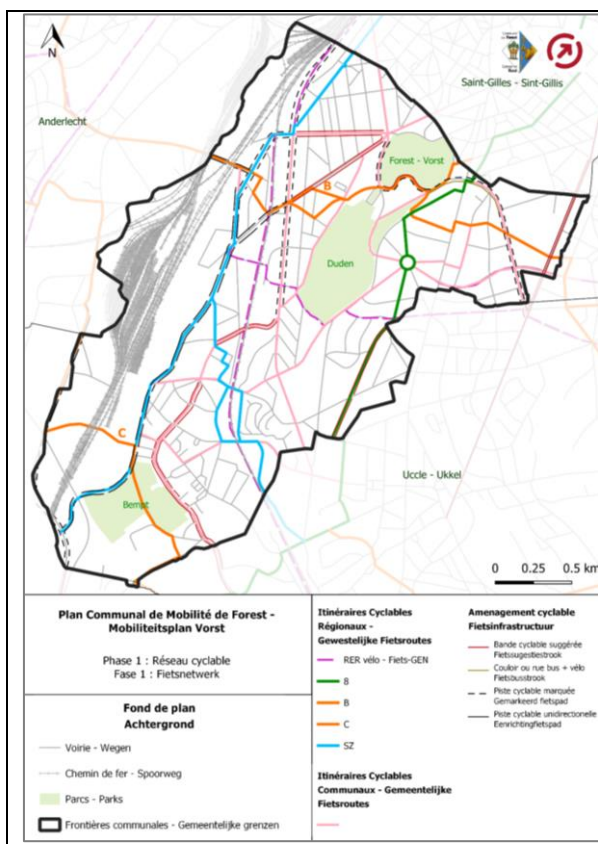 N
Saint-Gilles - Sint-Gillis
Anderlecht
Forest - Vorst
B
Duden
C
Bempt
Uccle - Ukkel
0 0.25 0.5 km
Plan Communal de Mobilité de Forest -
Mobiliteitsplan Vorst
Phase 1 : Réseau cyclable
Fase 1 : Fietsnetwerk
Fond de plan
Achtergrond
Voirie - Wegen
Chemin de fer - Spoorweg
Parcs - Parks
Frontières communales - Gemeentelijke grenzen
Itinéraires Cyclables
Régionaux -
Gewestelijke Fietsroutes
RER vélo - Fiets-GEN
8
B
C
SZ
Itinéraires Cyclables
Communaux - Gemeentelijke
Fietsroutes
Amenagement cyclable
Fietsinfrastructuur
Bande cyclable suggérée
Fietssugestiestrook
Couloir ou rue bus + vélo
Fietsbusstrook
Piste cyclable marquée
Gemarkeerd fietspad
Piste cyclable unidirectionelle
Eenrichtingfietspad